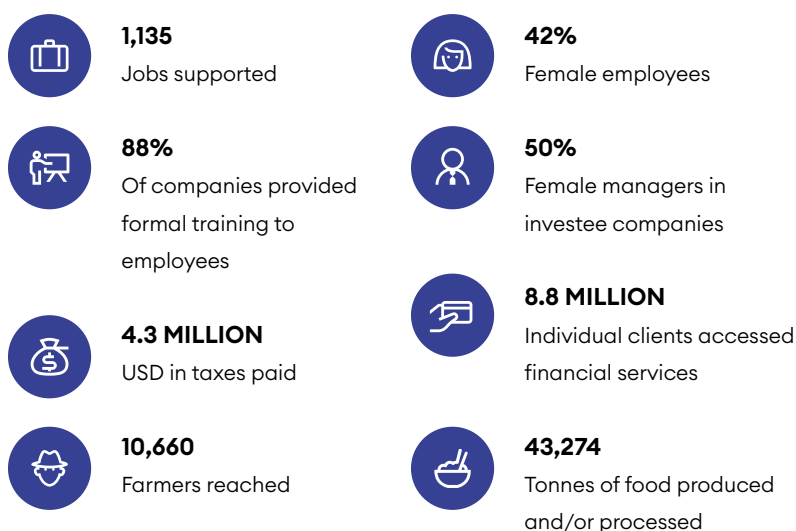 1,135
Jobs supported
88%
Of companies provided
formal training to
employees
4.3 MILLION
USD in taxes paid
10,660
Farmers reached
42%
Female employees
50%
Female managers in
investee companies
8.8 MILLION
Individual clients accessed
financial services
43,274
Tonnes of food produced
and/or processed